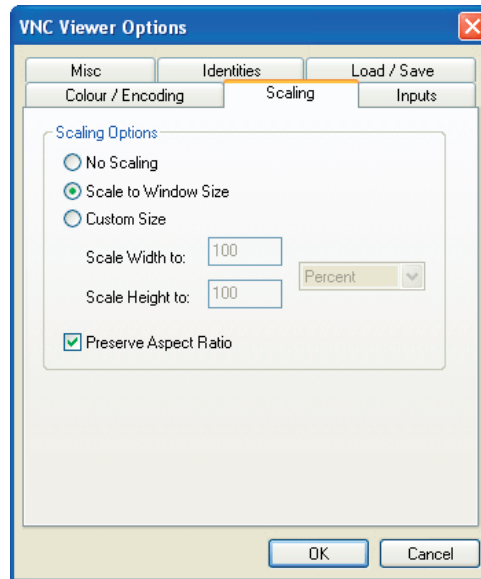 VNC Viewer Options
Misc Identities Load / Save
Colour / Encoding Scaling Inputs
Scaling Options
No Scaling
Scale to Window Size
Custom Size
Scale Width to: 100
Percent
Scale Height to: 100
Preserve Aspect Ratio
OK Cancel